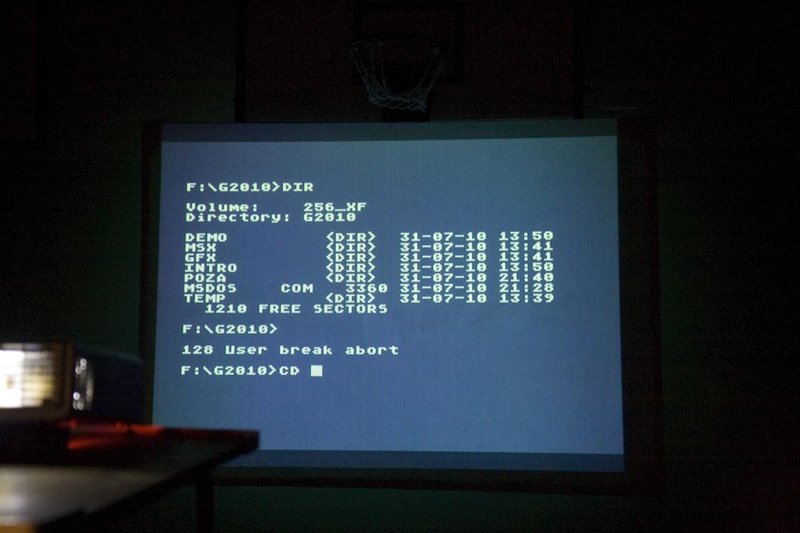 F:\G2010>DIR
Volume: 256_XF
Directory: G2010
DEMO <DIR> 31-07-10 13:50
MSX <DIR> 31-07-10 13:41
GFX <DIR> 31-07-10 13:41
INTRO <DIR> 31-07-10 13:50
POZA <DIR> 31-07-10 21:40
MSDOS COM 3360 31-07-10 21:28
TEMP <DIR> 31-07-10 13:39
1210 FREE SECTORS
F:\G2010>
128 User break abort
F:\G2010>CD